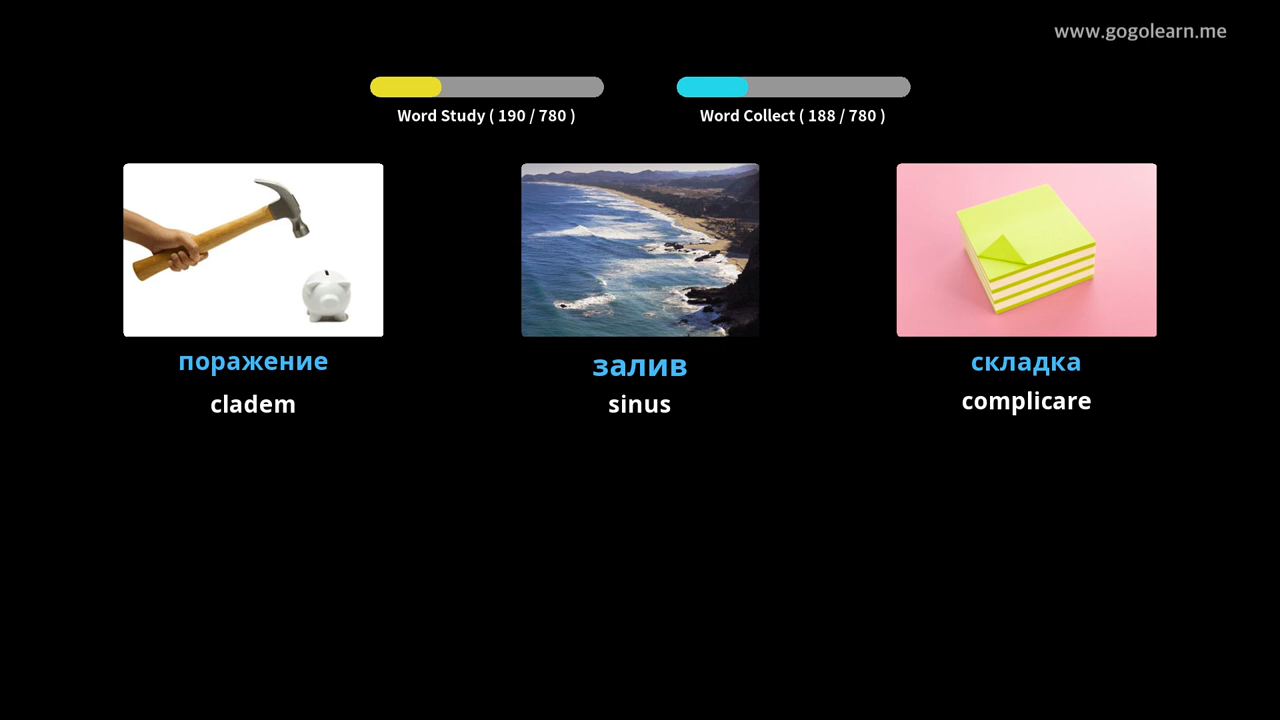 www.gogolearn.me
Word Study ( 190 / 780 )
Word Collect ( 188 / 780 )
поражение
залив
складка
cladem
sinus
complicare